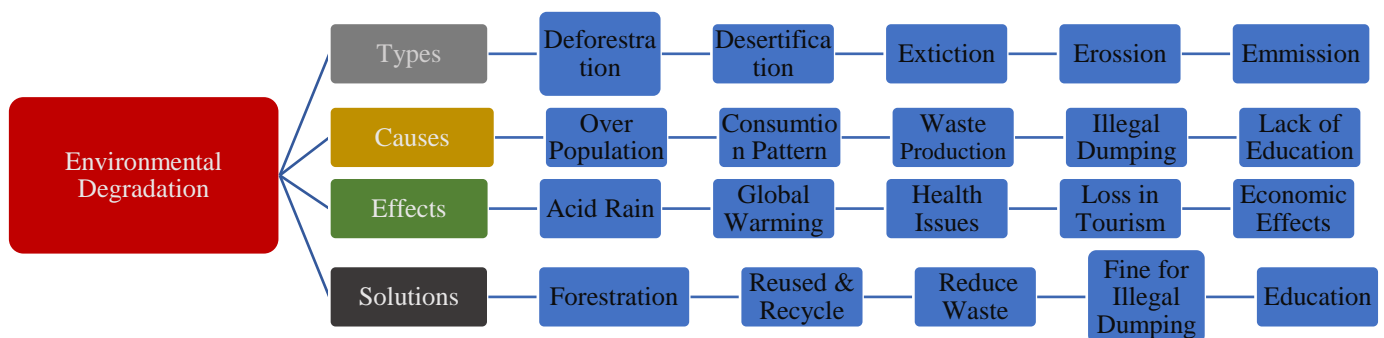 Environmental
Degradation
Types
Deforestra
tion
Desertifica
tion
Extiction
Erossion
Emmission
Causes
Over
Population
Consumtio
n Pattern
Waste
Production
Illegal
Dumping
Lack of
Education
Effects
Acid Rain
Global
Warming
Health
Issues
Loss in
Tourism
Economic
Effects
Solutions
Forestration
Reused &
Recycle
Reduce
Waste
Fine for
Illegal
Dumping
Education